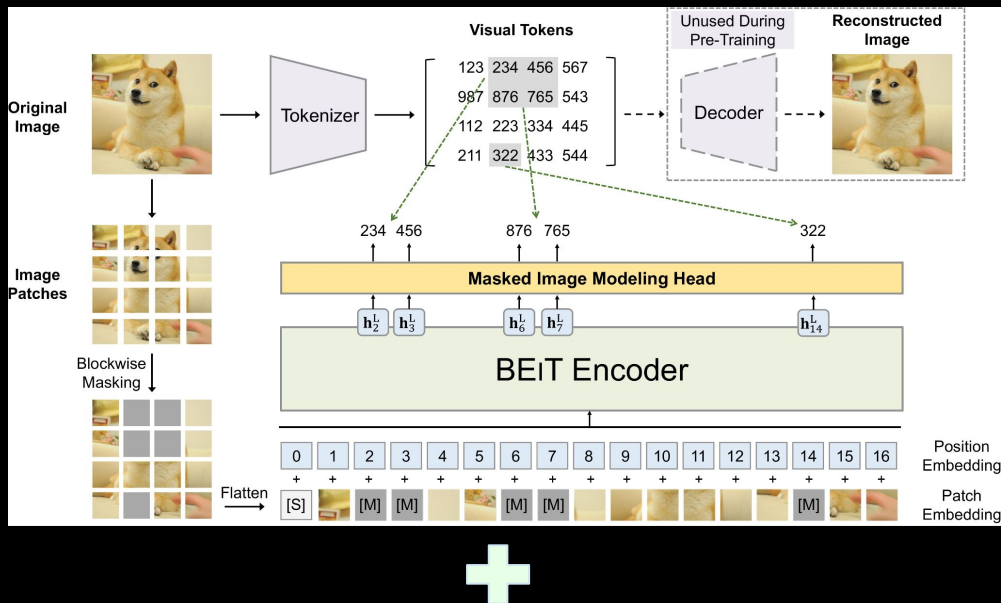 Original
Image
Tokenizer
Visual Tokens
123 234 456 567
987 876 765 543
112 223 334 445
211 322 433 544
Unused During
Pre-Training
Decoder
Reconstructed
Image
Image
Patches
234 456 876 765 322
Masked Image Modeling Head
h₂ᴸ h₃ᴸ h₆ᴸ h₇ᴸ h₁₄ᴸ
BEIT Encoder
Blockwise
Masking
Flatten
0 1 2 3 4 5 6 7 8 9 10 11 12 13 14 15 16
Position
Embedding
+ + + + + + + + + + + + + + + + +
[S] [M] [M] [M] [M] [M]
Patch
Embedding